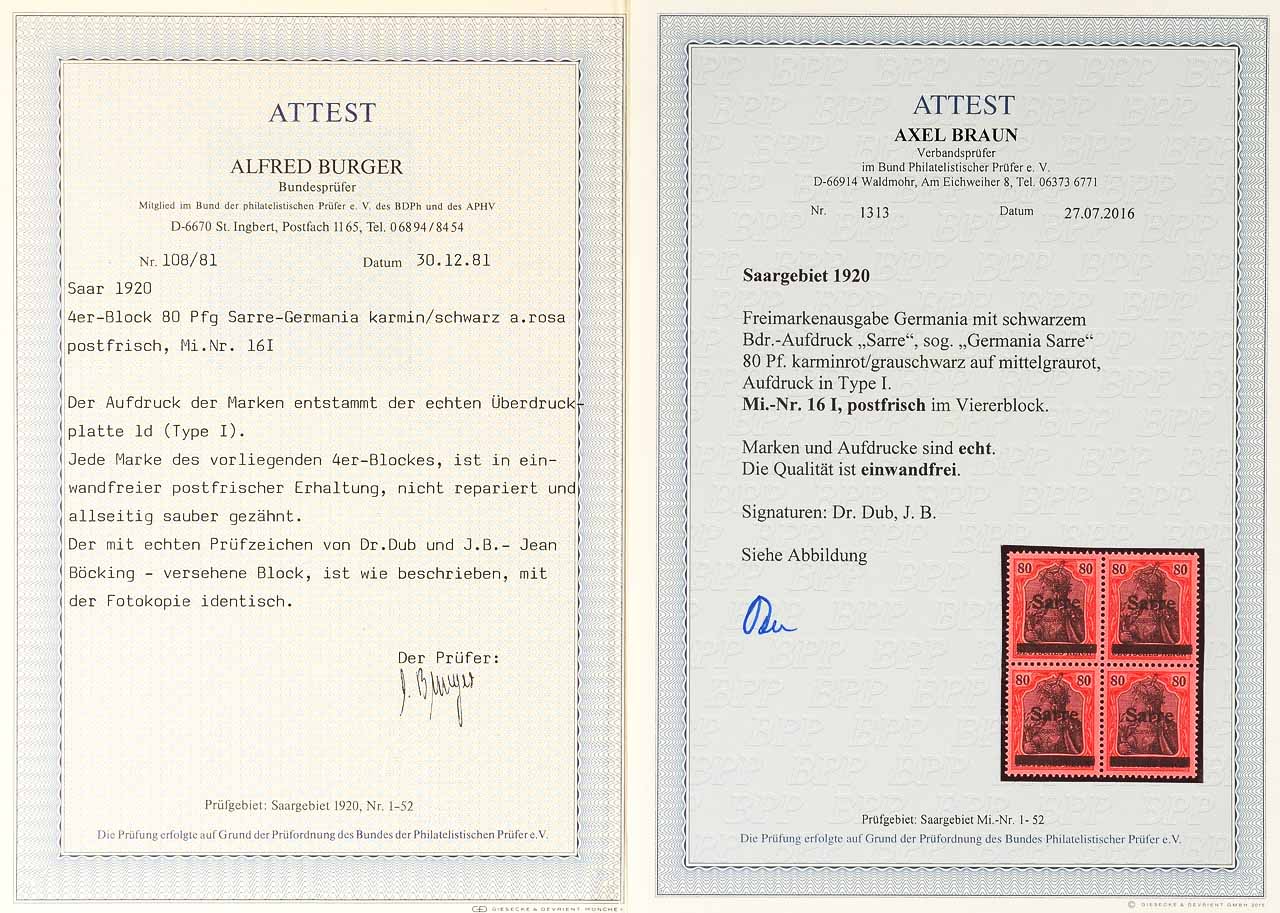 ATTEST
ALFRED BURGER
Bundesprüfer
Mitglied im Bund der philatelistischen Prüfer e. V. des BDPh und des APHV
D-6670 St. Ingbert, Postfach 1165, Tel. 06894/8454
Nr. 108/81 Datum 30.12.81
Saar 1920
4er-Block 80 Pfg Sarre-Germania karmin/schwarz a.rosa
postfrisch, Mi.Nr. 16I
Der Aufdruck der Marken entstammt der echten Überdruck-
platte 1d (Type I).
Jede Marke des vorliegenden 4er-Blockes, ist in ein-
wandfreier postfrischer Erhaltung, nicht repariert und
allseitig sauber gezähnt.
Der mit echten Prüfzeichen von Dr.Dub und J.B.- Jean
Böcking - versehene Block, ist wie beschrieben, mit
der Fotokopie identisch.
Der Prüfer:
Prüfgebiet: Saargebiet 1920, Nr. 1-52
Die Prüfung erfolgte auf Grund der Prüfordnung des Bundes der Philatelistischen Prüfer e.V.
GIESECKE & DEVRIENT, MÜNCHEN
ATTEST
AXEL BRAUN
Verbandsprüfer
im Bund Philatelistischer Prüfer e. V.
D-66914 Waldmohr, Am Eichweiher 8, Tel. 06373 6771
Nr. 1313 Datum 27.07.2016
Saargebiet 1920
Freimarkenausgabe Germania mit schwarzem
Bdr.-Aufdruck „Sarre“, sog. „Germania Sarre“
80 Pf. karminrot/grauschwarz auf mittelgraurot,
Aufdruck in Type I.
Mi.-Nr. 16 I, postfrisch im Viererblock.
Marken und Aufdrucke sind echt.
Die Qualität ist einwandfrei.
Signaturen: Dr. Dub, J. B.
Siehe Abbildung
80 80 80 80
Sarre Sarre
80 80 80 80
Sarre Sarre
Prüfgebiet: Saargebiet Mi.-Nr. 1- 52
Die Prüfung erfolgte auf Grund der Prüfordnung des Bundes Philatelistischer Prüfer e.V.
© GIESECKE & DEVRIENT GMBH 2015